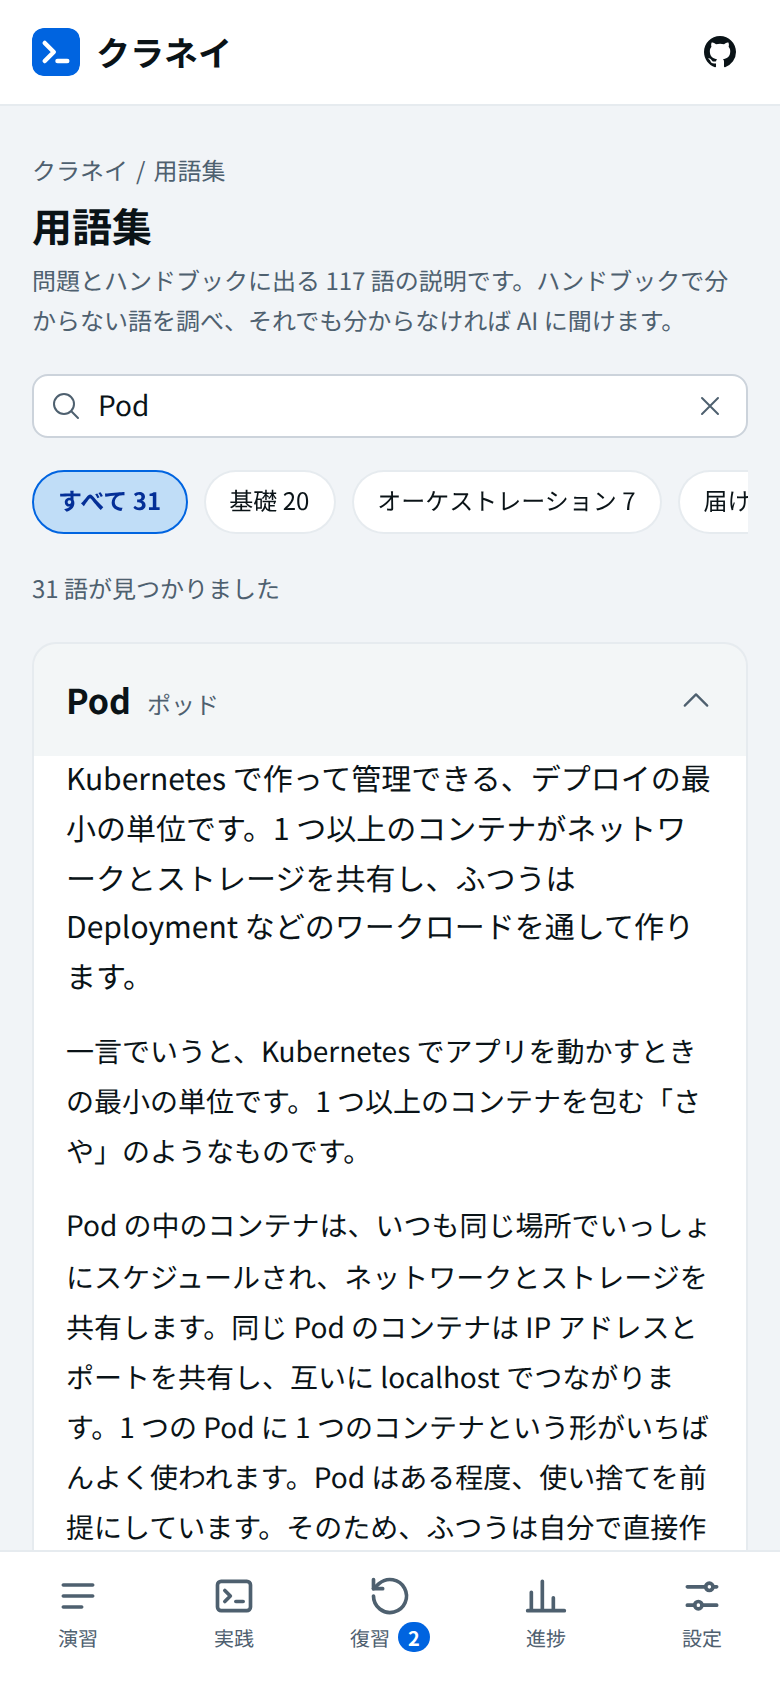 クラネイ
クラネイ / 用語集
用語集
問題とハンドブックに出る 117 語の説明です。ハンドブックで分
からない語を調べ、それでも分からなければ AI に聞けます。
Pod
すべて 31 基礎 20 オーケストレーション 7 届け
31 語が見つかりました
Pod ポッド
Kubernetes で作って管理できる、デプロイの最
小の単位です。1 つ以上のコンテナがネットワ
ークとストレージを共有し、ふつうは
Deployment などのワークロードを通して作り
ます。
一言でいうと、Kubernetes でアプリを動かすとき
の最小の単位です。1 つ以上のコンテナを包む「さ
や」のようなものです。
Pod の中のコンテナは、いつも同じ場所でいっしょ
にスケジュールされ、ネットワークとストレージを
共有します。同じ Pod のコンテナは IP アドレスと
ポートを共有し、互いに localhost でつながりま
す。1 つの Pod に 1 つのコンテナという形がいちば
んよく使われます。Pod はある程度、使い捨てを前
提にしています。そのため、ふつうは自分で直接作
演習 実践 復習 2 進捗 設定